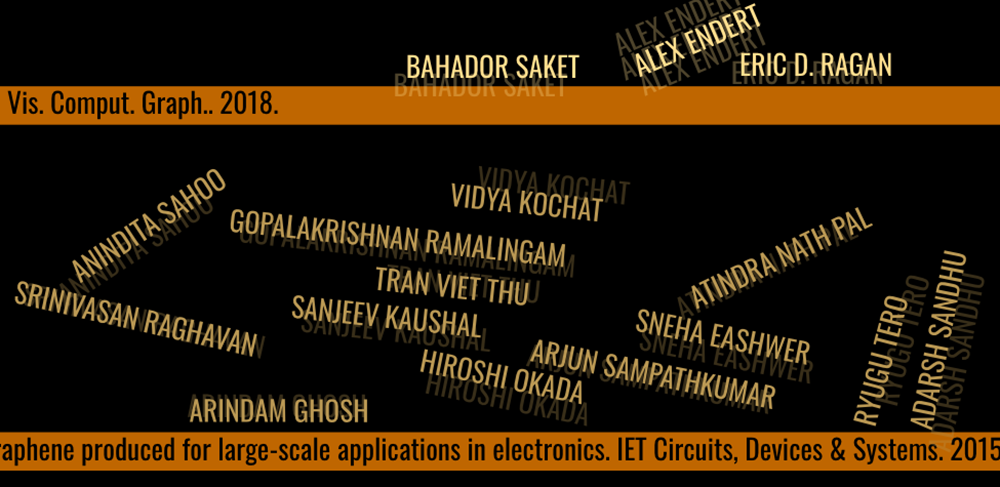 ALEX ENDERT
BAHADOR SAKET
ERIC D. RAGAN
Vis. Comput. Graph.. 2018.
ANINDITA SAHOO
VIDYA KOCHAT
GOPALAKRISHNAN RAMALINGAM
ATINDRA NATH PAL
TRAN VIET THU
SRINIVASAN RAGHAVAN
SANJEEV KAUSHAL
SNEHA EASHWER
RYUGU TERO
ADARSH SANDHU
HIROSHI OKADA
ARJUN SAMPATHKUMAR
ARINDAM GHOSH
raphene produced for large-scale applications in electronics. IET Circuits, Devices & Systems. 2015